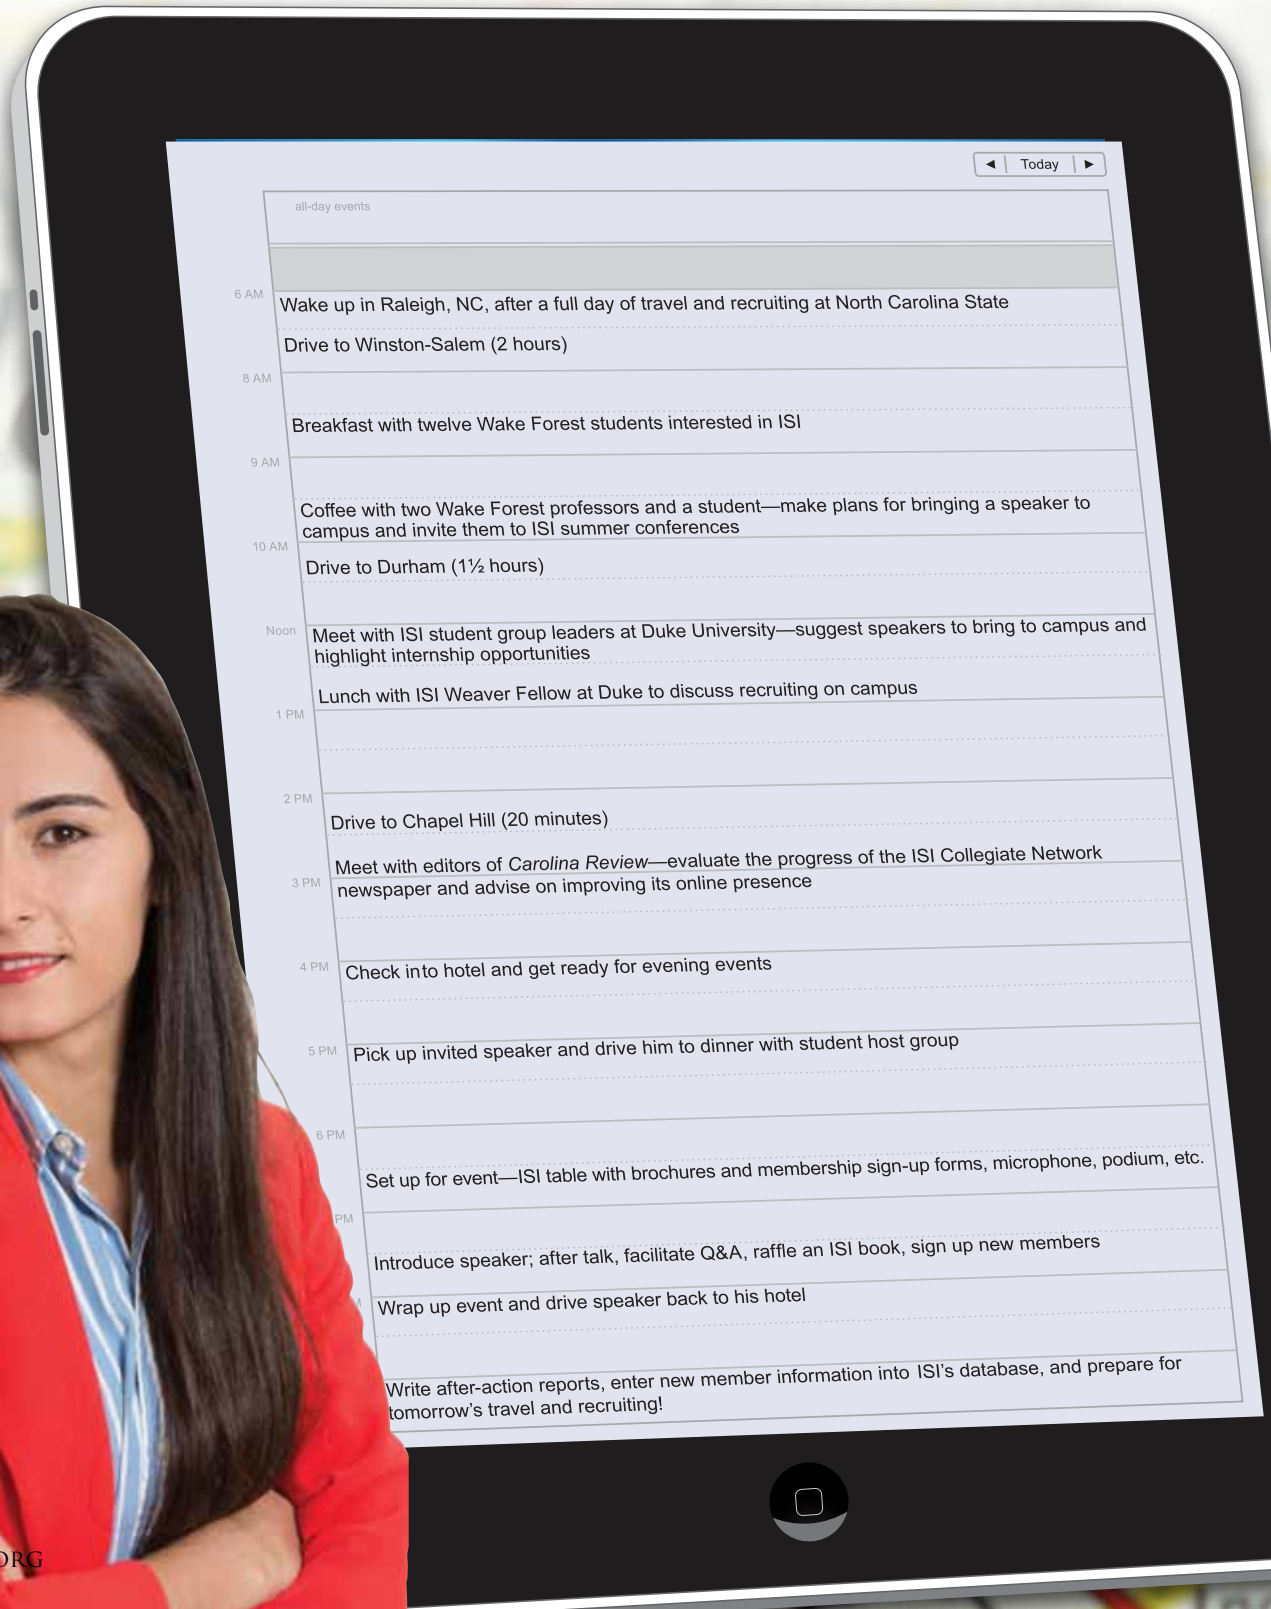 ◄ Today ►
all-day events
6 AM
Wake up in Raleigh, NC, after a full day of travel and recruiting at North Carolina State
Drive to Winston-Salem (2 hours)
8 AM
Breakfast with twelve Wake Forest students interested in ISI
9 AM
Coffee with two Wake Forest professors and a student—make plans for bringing a speaker to
campus and invite them to ISI summer conferences
10 AM
Drive to Durham (1½ hours)
Noon
Meet with ISI student group leaders at Duke University—suggest speakers to bring to campus and
highlight internship opportunities
Lunch with ISI Weaver Fellow at Duke to discuss recruiting on campus
1 PM
2 PM
Drive to Chapel Hill (20 minutes)
Meet with editors of Carolina Review—evaluate the progress of the ISI Collegiate Network
3 PM
newspaper and advise on improving its online presence
4 PM
Check into hotel and get ready for evening events
5 PM
Pick up invited speaker and drive him to dinner with student host group
6 PM
Set up for event—ISI table with brochures and membership sign-up forms, microphone, podium, etc.
PM
Introduce speaker; after talk, facilitate Q&A, raffle an ISI book, sign up new members
M
Wrap up event and drive speaker back to his hotel
Write after-action reports, enter new member information into ISI's database, and prepare for
tomorrow's travel and recruiting!
ORG